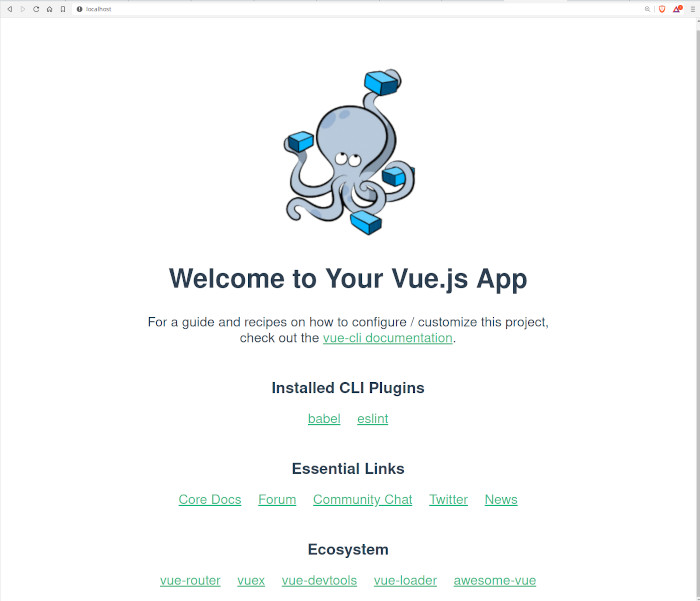 localhost
Welcome to Your Vue.js App
For a guide and recipes on how to configure / customize this project,
check out the vue-cli documentation.
Installed CLI Plugins
babel eslint
Essential Links
Core Docs Forum Community Chat Twitter News
Ecosystem
vue-router vuex vue-devtools vue-loader awesome-vue